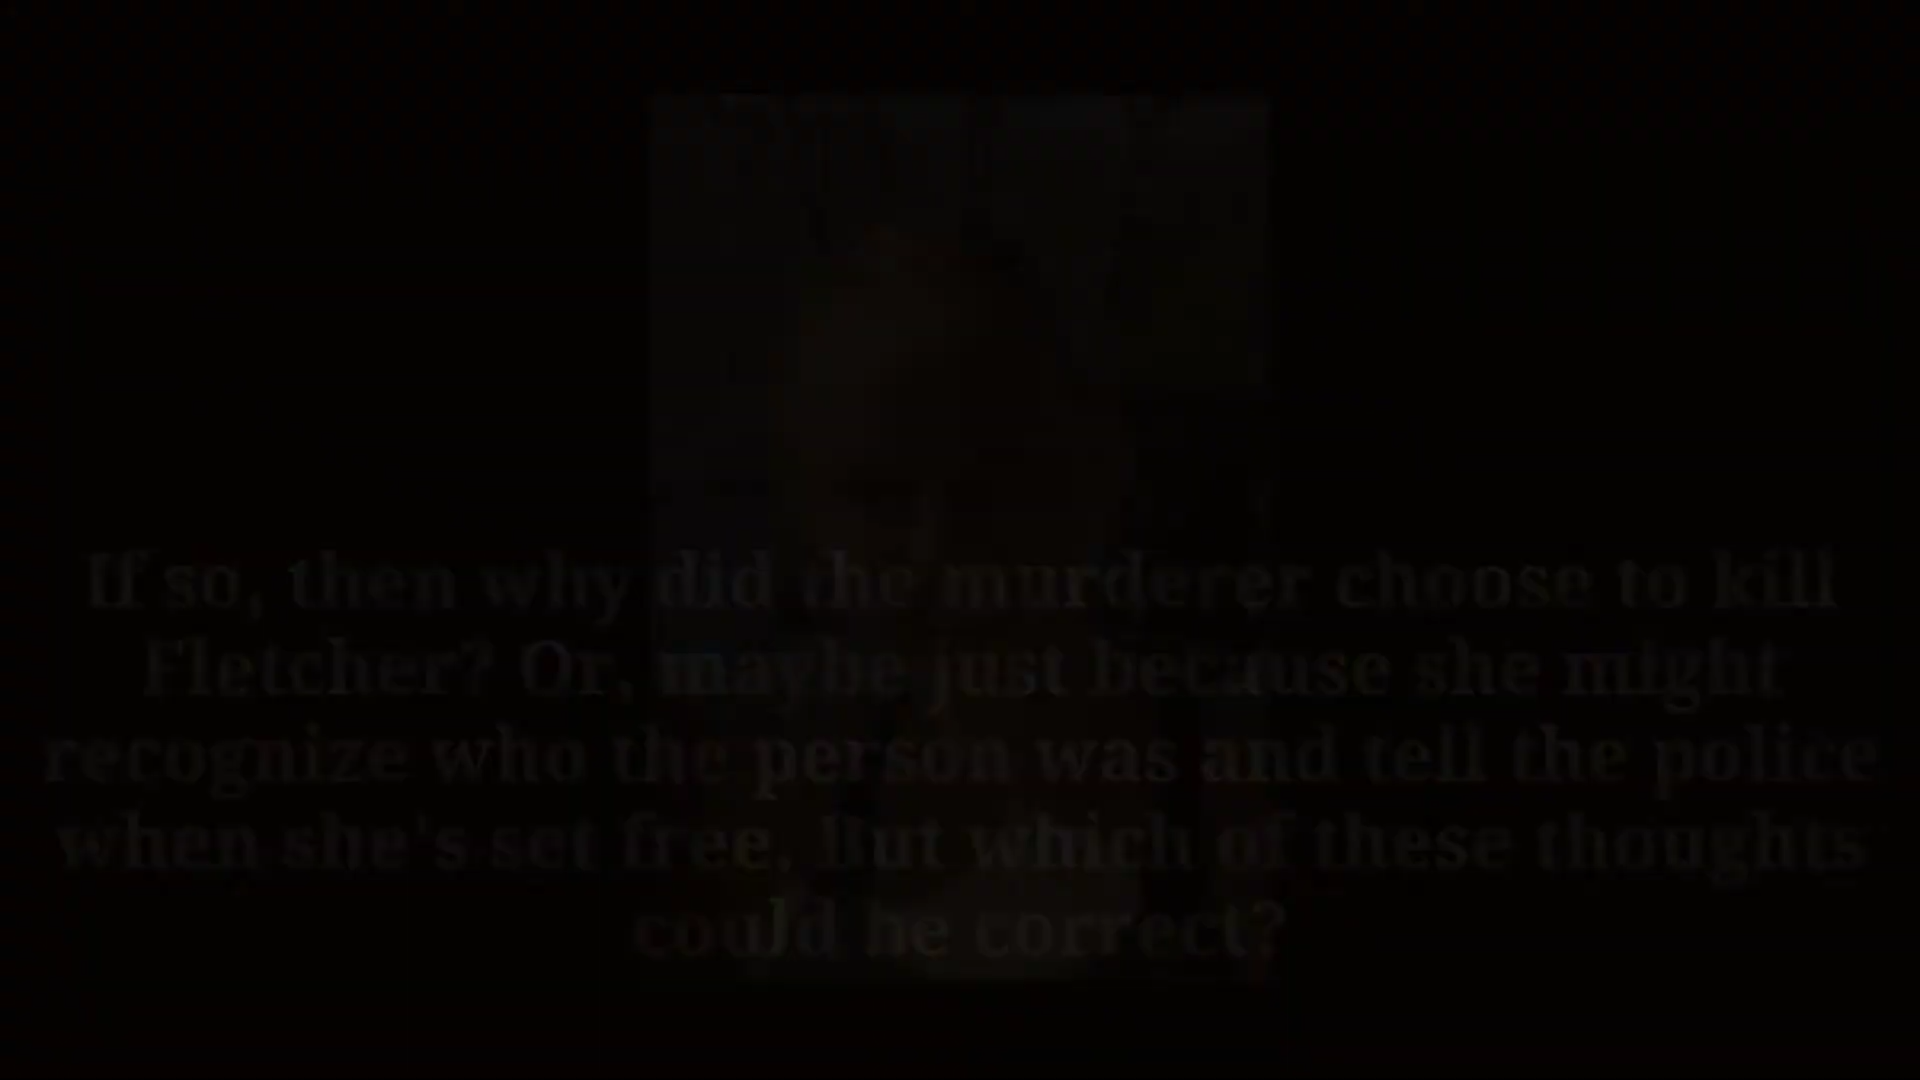 If so, then why did the murderer choose to kill
Fletcher? Or, maybe just because she might
recognize who the person was and tell the police
when she's set free. But which of these thoughts
could be correct?